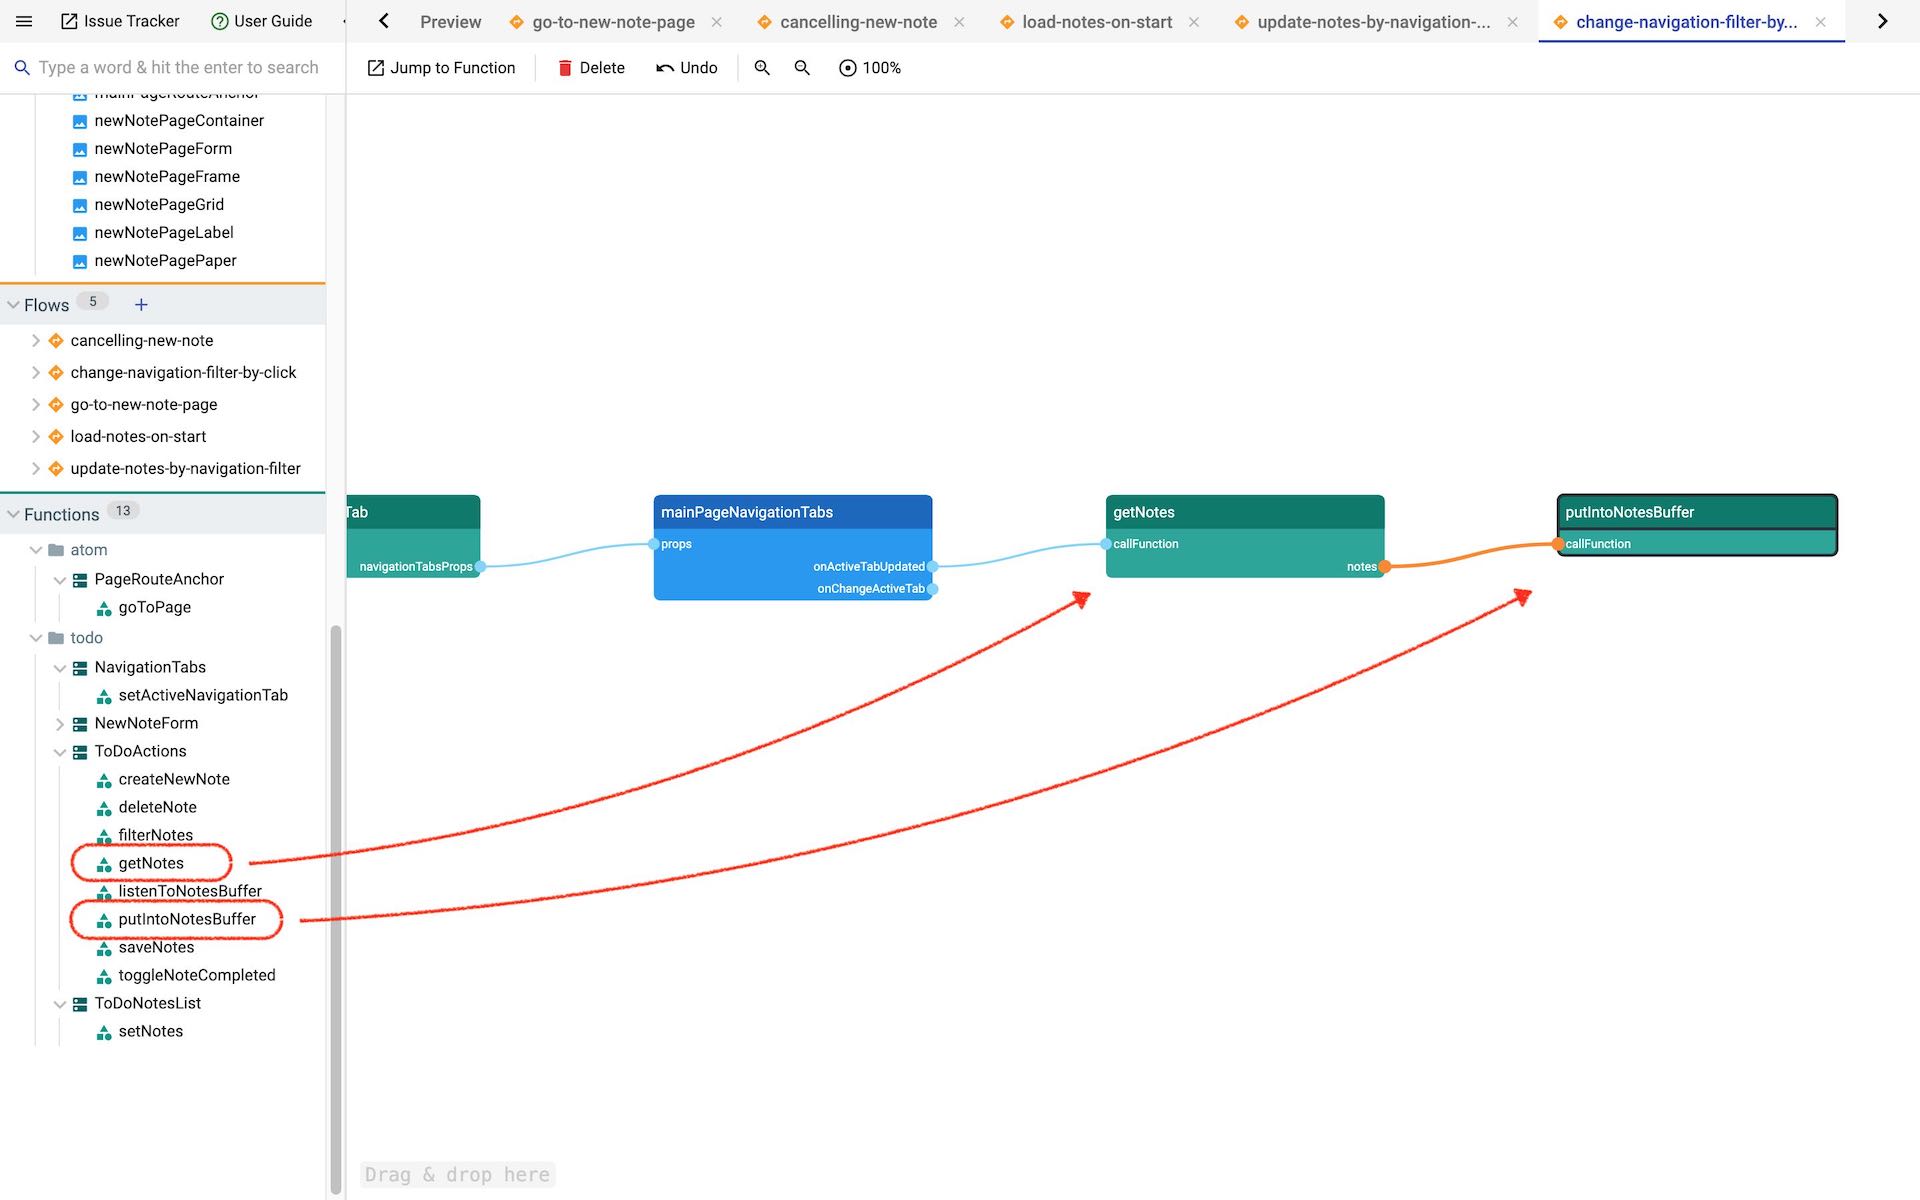 Issue Tracker
User Guide
Preview
go-to-new-note-page
cancelling-new-note
load-notes-on-start
update-notes-by-navigation-...
change-navigation-filter-by...
Type a word & hit the enter to search
Jump to Function
Delete
Undo
100%
mainPageRouteAnchor
newNotePageContainer
newNotePageForm
newNotePageFrame
newNotePageGrid
newNotePageLabel
newNotePagePaper
Flows 5 +
cancelling-new-note
change-navigation-filter-by-click
go-to-new-note-page
load-notes-on-start
update-notes-by-navigation-filter
Functions 13
atom
PageRouteAnchor
goToPage
todo
NavigationTabs
setActiveNavigationTab
NewNoteForm
ToDoActions
createNewNote
deleteNote
filterNotes
getNotes
listenToNotesBuffer
putIntoNotesBuffer
saveNotes
toggleNoteCompleted
ToDoNotesList
setNotes
Tab
navigationTabsProps
mainPageNavigationTabs
props
onActiveTabUpdated
onChangeActiveTab
getNotes
callFunction
notes
putIntoNotesBuffer
callFunction
Drag & drop here